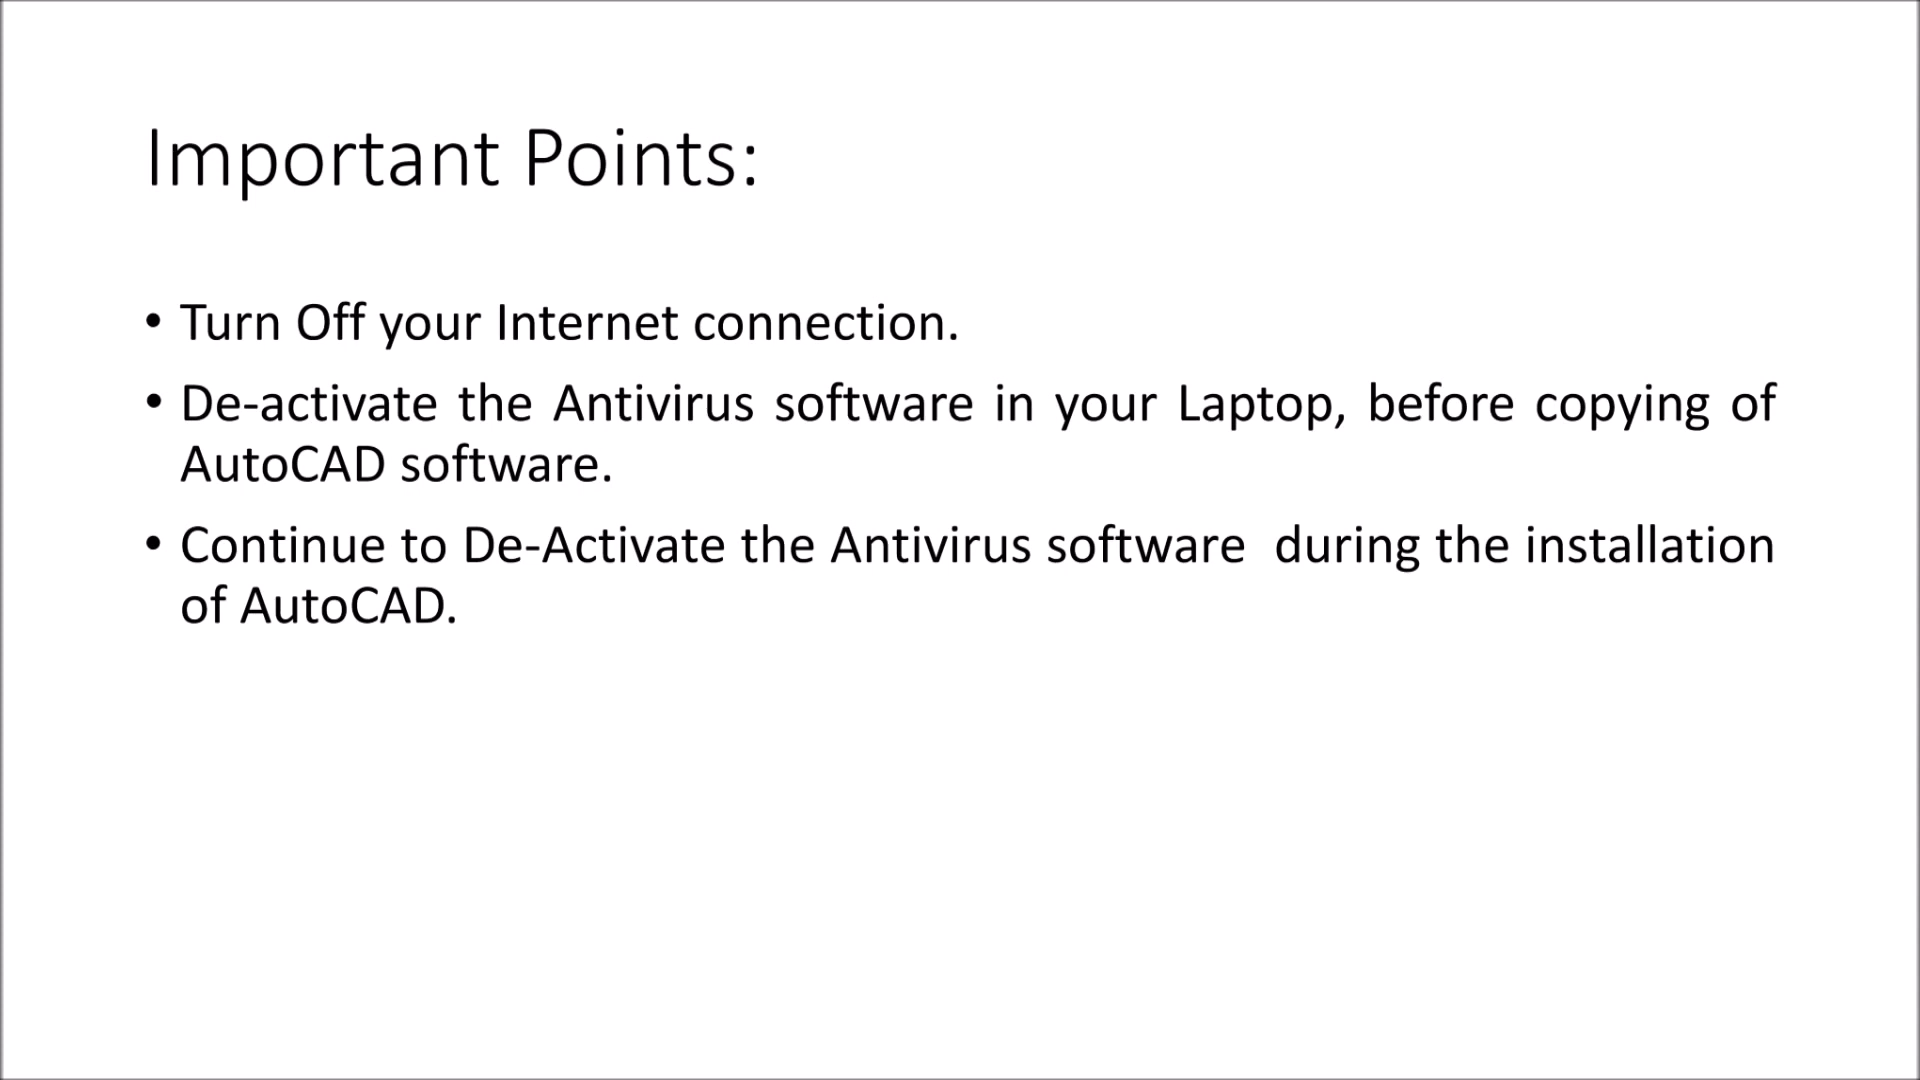 Important Points:
• Turn Off your Internet connection.
• De-activate the Antivirus software in your Laptop, before copying of
AutoCAD software.
• Continue to De-Activate the Antivirus software  during the installation
of AutoCAD.